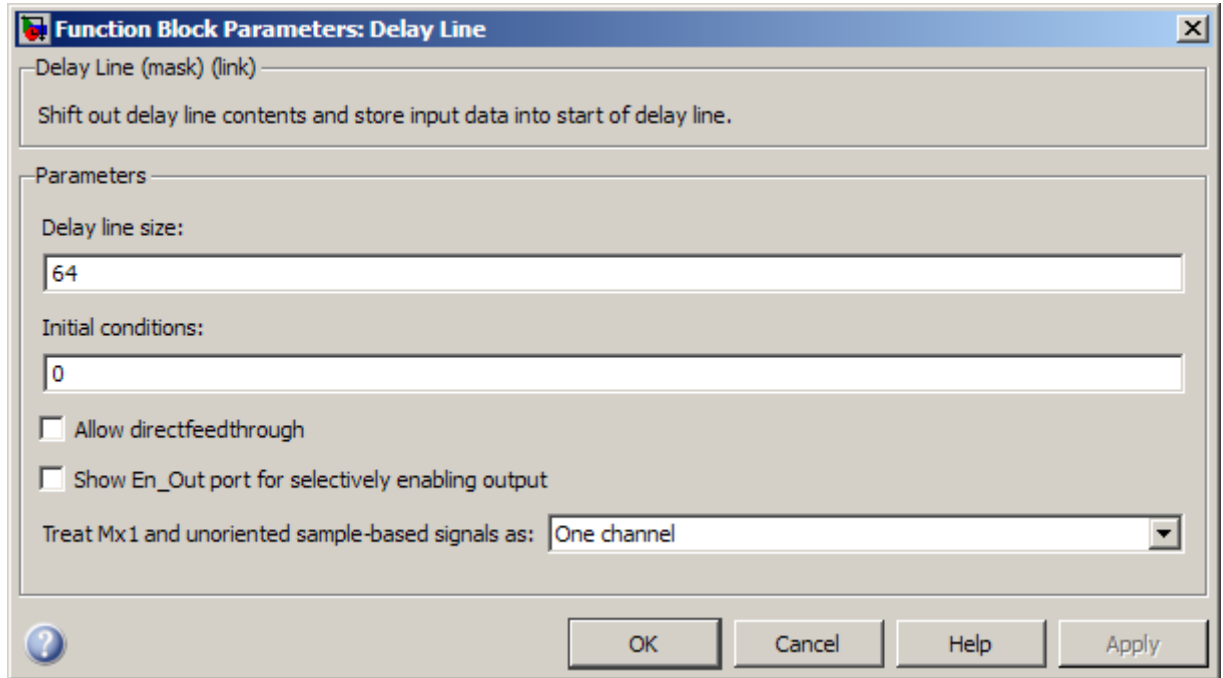 Function Block Parameters: Delay Line
Delay Line (mask) (link)
Shift out delay line contents and store input data into start of delay line.
Parameters
Delay line size:
64
Initial conditions:
0
Allow directfeedthrough
Show En_Out port for selectively enabling output
Treat Mx1 and unoriented sample-based signals as: One channel
OK Cancel Help Apply